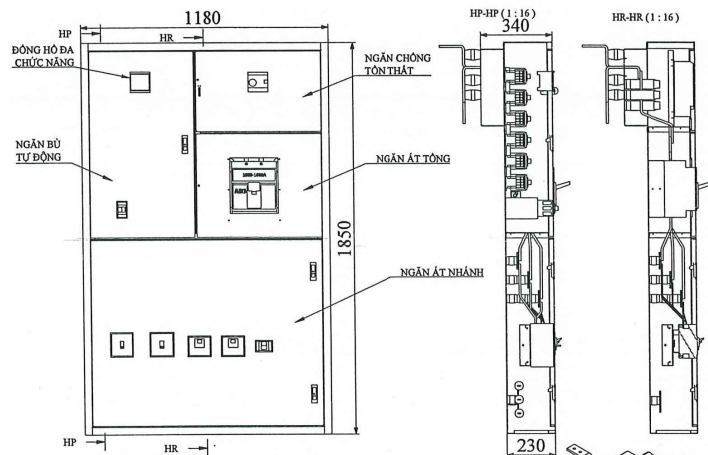 HP
1180
HR
HP-HP ( 1 : 16 )
340
HR-HR ( 1 : 16 )
ĐỒNG HỒ ĐA
CHỨC NĂNG
NGĂN CHỐNG
TỔN THẤT
NGĂN BÙ
TỰ ĐỘNG
NGĂN ÁT TỔNG
1850
NGĂN ÁT NHÁNH
HP
HR
230